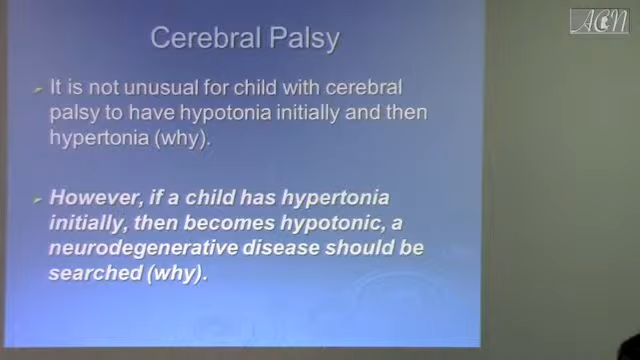 Cerebral Palsy
It is not unusual for child with cerebral
palsy to have hypotonia initially and then
hypertonia (why).
However, if a child has hypertonia
initially, then becomes hypotonic, a
neurodegenerative disease should be
searched (why).
ACN